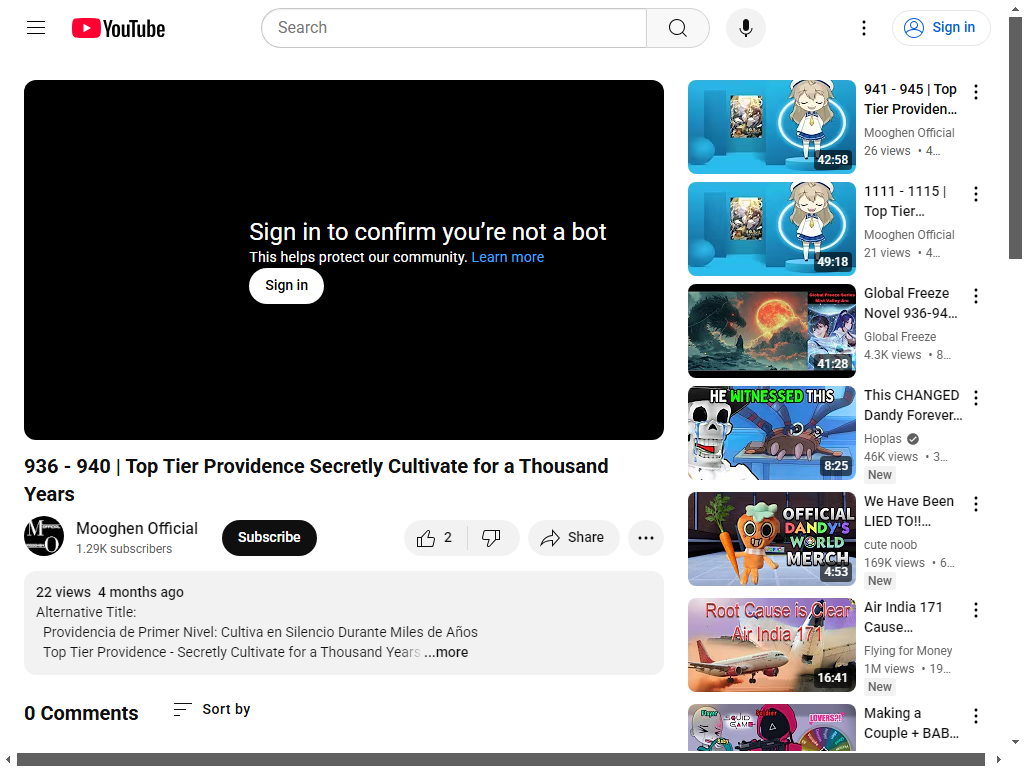 YouTube
Search
Sign in
Sign in to confirm you're not a bot
This helps protect our community. Learn more
Sign in
936 - 940 | Top Tier Providence Secretly Cultivate for a Thousand
Years
Mooghen Official
1.29K subscribers
Subscribe
2
Share
22 views 4 months ago
Alternative Title:
Providencia de Primer Nivel: Cultiva en Silencio Durante Miles de Años
Top Tier Providence - Secretly Cultivate for a Thousand Years ...more
0 Comments
Sort by
42:58
941 - 945 | Top
Tier Providen...
Mooghen Official
26 views • 4...
49:18
1111 - 1115 |
Top Tier...
Mooghen Official
21 views • 4...
Global Freeze Series
Mist Valley Arc
41:28
Global Freeze
Novel 936-94...
Global Freeze
4.3K views • 8...
HE WITNESSED THIS
8:25
This CHANGED
Dandy Forever...
Hoplas
46K views • 3...
New
OFFICIAL
DANDY'S
WORLD
MERCH
4:53
We Have Been
LIED TO!!...
cute noob
169K views • 6...
New
Root Cause is Clear
Air India 171
16:41
Air India 171
Cause...
Flying for Money
1M views • 19...
New
Player
Baby
SQUID
GAME
Soldier
LOVERS?!
Making a
Couple + BAB...